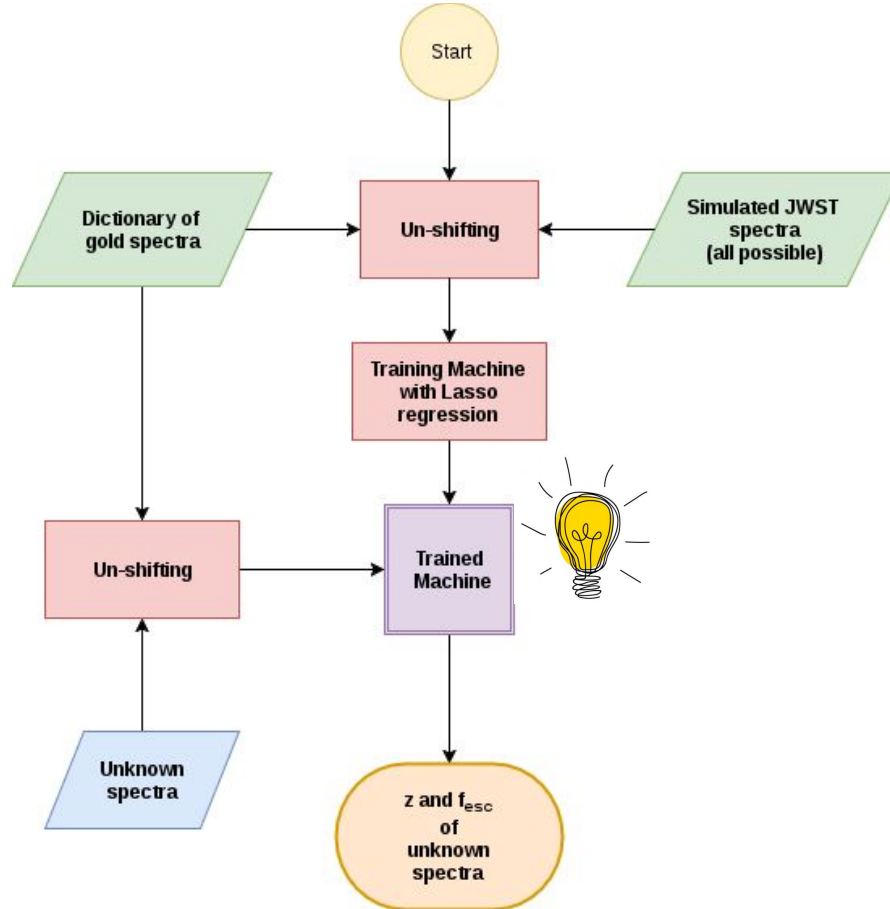 Start
Dictionary of
gold spectra
Un-shifting
Simulated JWST
spectra
(all possible)
Training Machine
with Lasso
regression
Un-shifting
Trained
Machine
Unknown
spectra
z and fesc
of
unknown
spectra